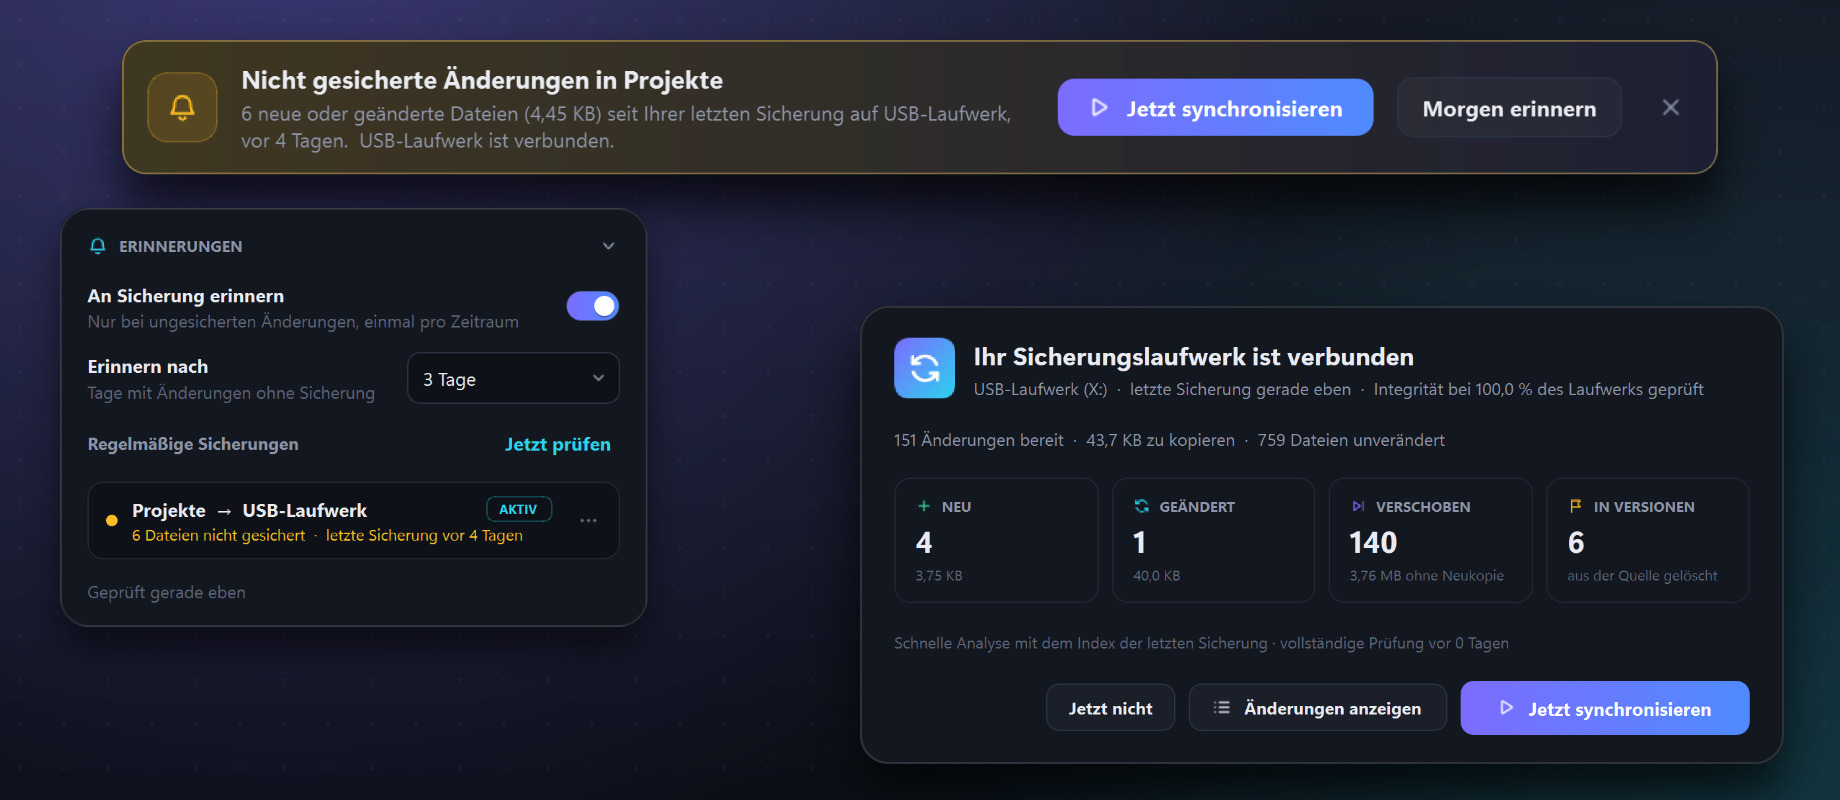 Nicht gesicherte Änderungen in Projekte
6 neue oder geänderte Dateien (4,45 KB) seit Ihrer letzten Sicherung auf USB-Laufwerk,
vor 4 Tagen. USB-Laufwerk ist verbunden.
Jetzt synchronisieren
Morgen erinnern
ERINNERUNGEN
An Sicherung erinnern
Nur bei ungesicherten Änderungen, einmal pro Zeitraum
Erinnern nach
Tage mit Änderungen ohne Sicherung
3 Tage
Regelmäßige Sicherungen
Jetzt prüfen
Projekte → USB-Laufwerk
AKTIV
6 Dateien nicht gesichert · letzte Sicherung vor 4 Tagen
Geprüft gerade eben
Ihr Sicherungslaufwerk ist verbunden
USB-Laufwerk (X:) · letzte Sicherung gerade eben · Integrität bei 100,0 % des Laufwerks geprüft
151 Änderungen bereit · 43,7 KB zu kopieren · 759 Dateien unverändert
NEU
4
3,75 KB
GEÄNDERT
1
40,0 KB
VERSCHOBEN
140
3,76 MB ohne Neukopie
IN VERSIONEN
6
aus der Quelle gelöscht
Schnelle Analyse mit dem Index der letzten Sicherung · vollständige Prüfung vor 0 Tagen
Jetzt nicht
Änderungen anzeigen
Jetzt synchronisieren